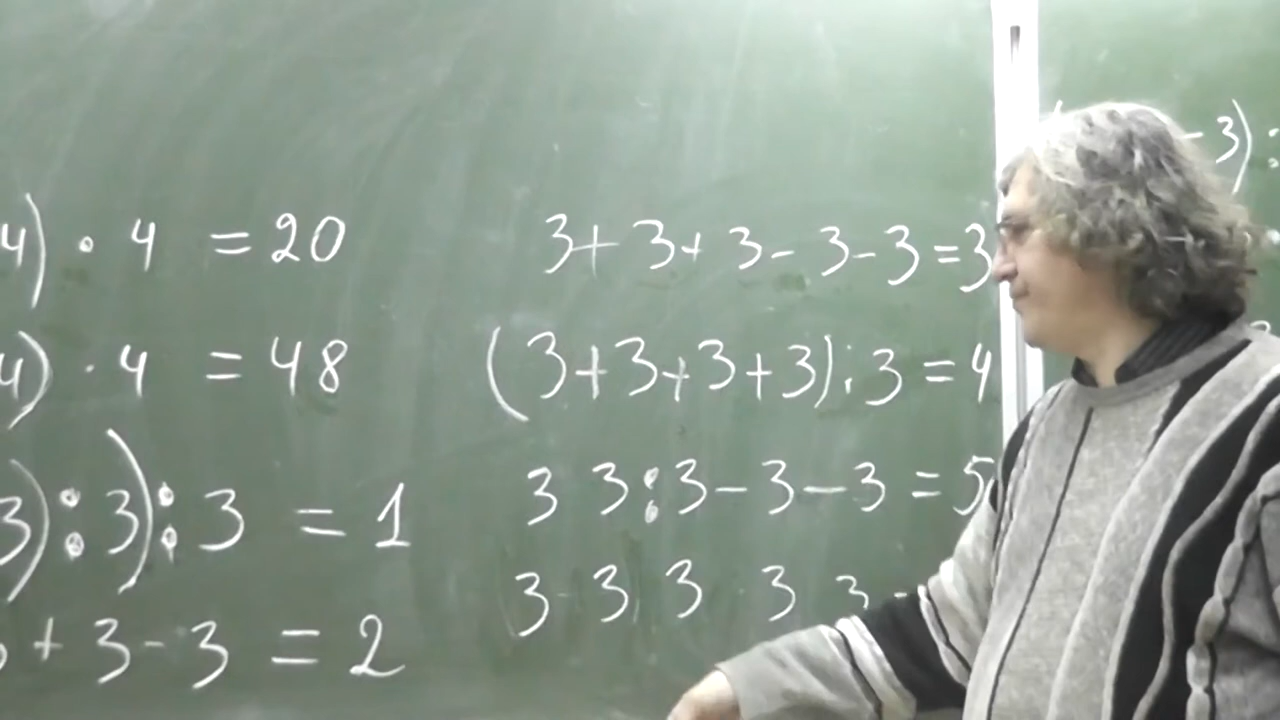 4) · 4 = 20
4) · 4 = 48
3) : 3) : 3 = 1
+ 3 - 3 = 2
3 + 3 + 3 - 3 - 3 = 3
(3 + 3 + 3 + 3) : 3 = 4
3 3 : 3 - 3 - 3 = 5
3 3 3 3 3
- 3) :